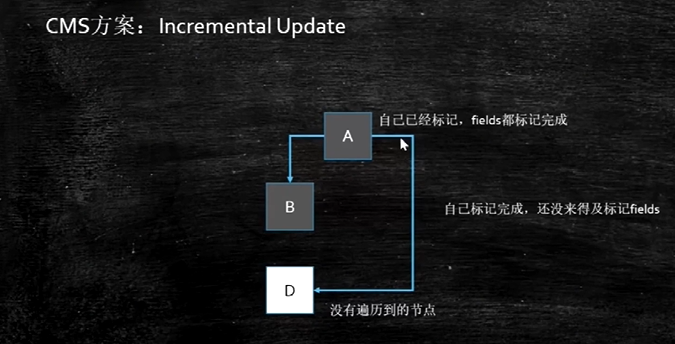 CMS方案：Incremental Update
A
自己已经标记，fields都标记完成
B
自己标记完成，还没来得及标记fields
D
没有遍历到的节点